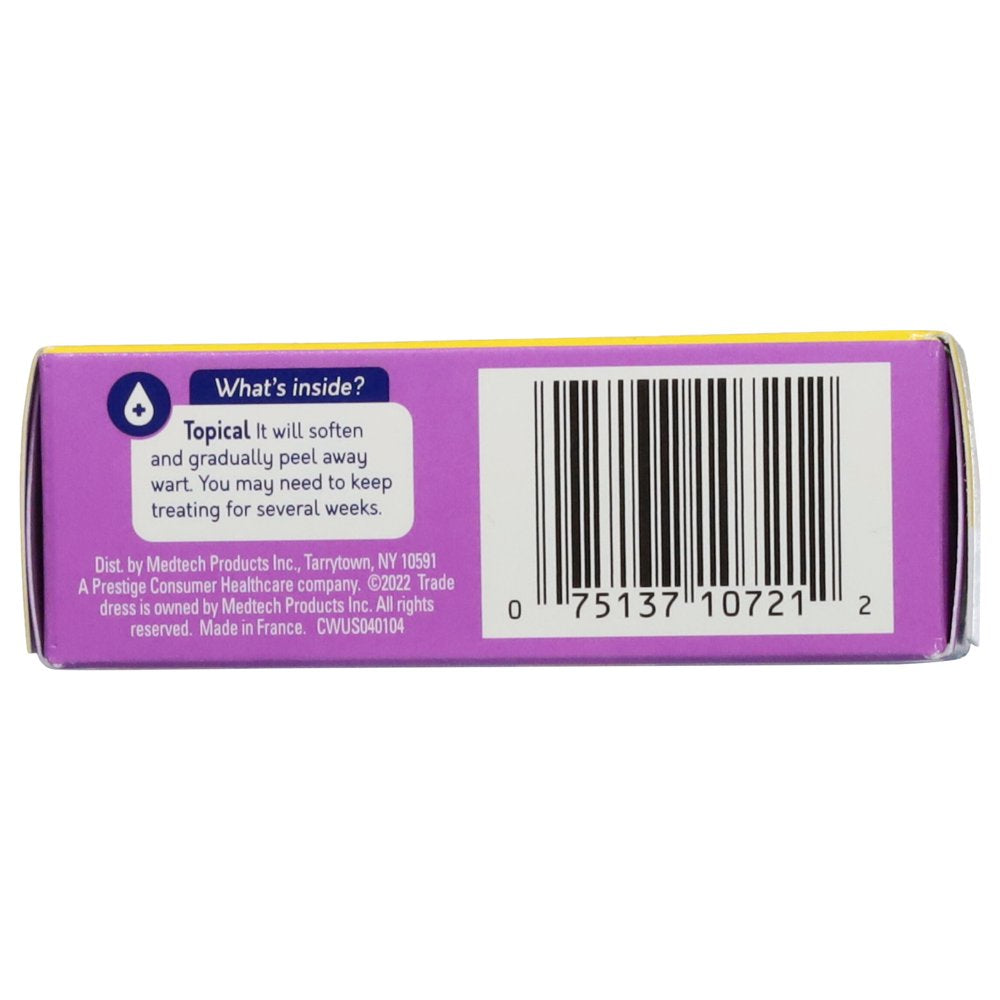 What's inside?
Topical It will soften
and gradually peel away
wart. You may need to keep
treating for several weeks.
Dist. by Medtech Products Inc., Tarrytown, NY 10591
A Prestige Consumer Healthcare company. ©2022 Trade
dress is owned by Medtech Products Inc. All rights
reserved. Made in France. CWUS040104
0 75137 10721 2